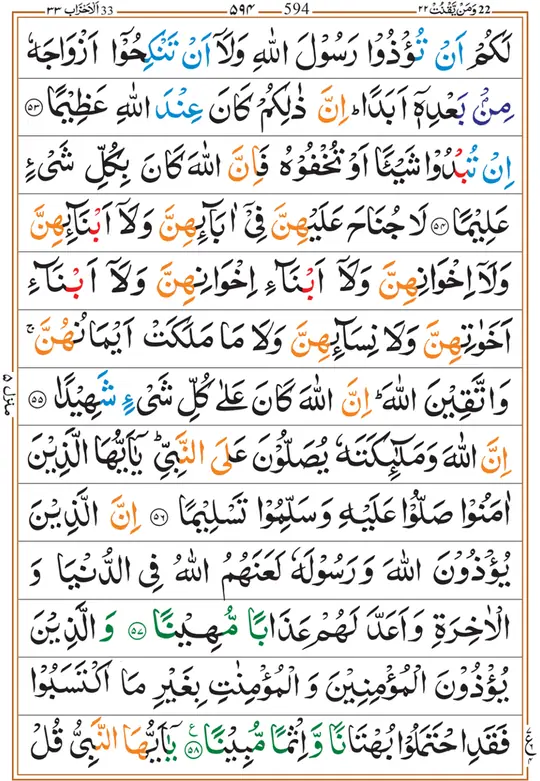 22 وَمَنْ يَّقْنُتْ ٢٢ ٥٩٤ 594 33 اَلْاَحْزَاب ٣٣
لَكُمْ اَنْ تُؤْذُوْا رَسُوْلَ اللّٰهِ وَلَاۤ اَنْ تَنْكِحُوْۤا اَزْوَاجَهٗ
مِنْۢ بَعْدِهٖۤ اَبَدًا ؕ اِنَّ ذٰلِكُمْ كَانَ عِنْدَ اللّٰهِ عَظِيْمًا ﴿۵۳﴾
اِنْ تُبْدُوْا شَيْـًٔا اَوْ تُخْفُوْهُ فَاِنَّ اللّٰهَ كَانَ بِكُلِّ شَیْءٍ
عَلِيْمًا ﴿۵۴﴾ لَا جُنَاحَ عَلَيْهِنَّ فِیْۤ اٰبَآئِهِنَّ وَلَاۤ اَبْنَآئِهِنَّ
وَلَاۤ اِخْوَانِهِنَّ وَلَاۤ اَبْنَآءِ اِخْوَانِهِنَّ وَلَاۤ اَبْنَآءِ
اَخَوٰتِهِنَّ وَلَا نِسَآئِهِنَّ وَلَا مَا مَلَكَتْ اَيْمَانُهُنَّ ۚ
وَاتَّقِيْنَ اللّٰهَ ؕ اِنَّ اللّٰهَ كَانَ عَلٰی كُلِّ شَیْءٍ شَهِيْدًا ﴿۵۵﴾
اِنَّ اللّٰهَ وَمَلٰٓئِكَتَهٗ يُصَلُّوْنَ عَلَی النَّبِیِّ ؕ يٰۤاَيُّهَا الَّذِيْنَ
اٰمَنُوْا صَلُّوْا عَلَيْهِ وَسَلِّمُوْا تَسْلِيْمًا ﴿۵۶﴾ اِنَّ الَّذِيْنَ
يُؤْذُوْنَ اللّٰهَ وَرَسُوْلَهٗ لَعَنَهُمُ اللّٰهُ فِی الدُّنْيَا وَ
الْاٰخِرَةِ وَاَعَدَّ لَهُمْ عَذَابًا مُّهِيْنًا ﴿۵۷﴾ وَالَّذِيْنَ
يُؤْذُوْنَ الْمُؤْمِنِيْنَ وَالْمُؤْمِنٰتِ بِغَيْرِ مَا اكْتَسَبُوْا
فَقَدِ احْتَمَلُوْا بُهْتَانًا وَّاِثْمًا مُّبِيْنًا ﴿۵۸﴾ يٰۤاَيُّهَا النَّبِیُّ قُلْ
منزل ۵